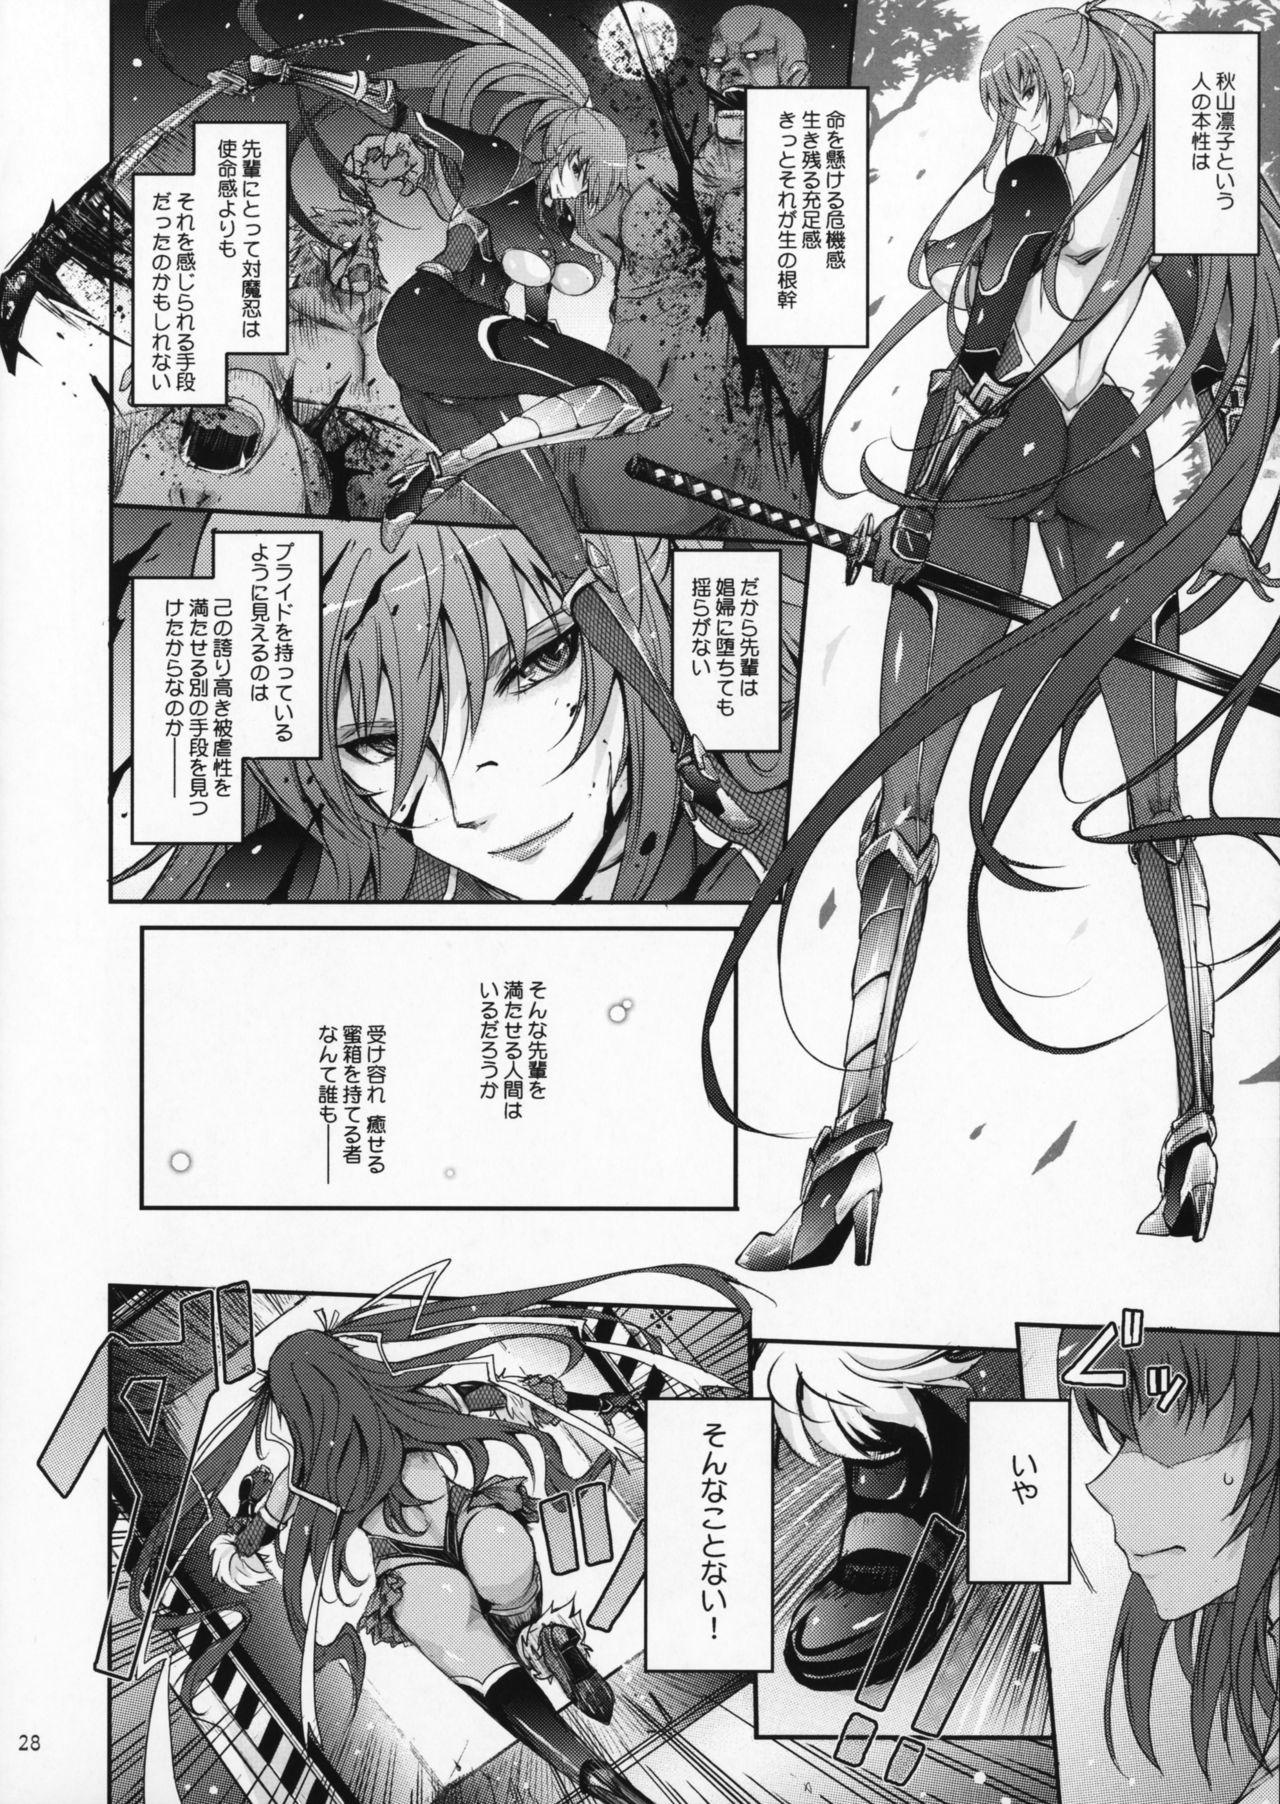 秋山凛子という
人の本性は
命を懸ける危機感
生き残る充足感
きっとそれが生の根幹
先輩にとって対魔忍は
使命感よりも
それを感じられる手段
だったのかもしれない
だから先輩は
娼婦に堕ちても
揺らがない
プライドを持っている
ように見えるのは
己の誇り高き被虐性を
満たせる別の手段を見つ
けたからなのか――
そんな先輩を
満たせる人間は
いるだろうか
受け容れ 癒せる
蜜箱を持てる者
なんて誰も――
グッ
いや
そんなことない！
28